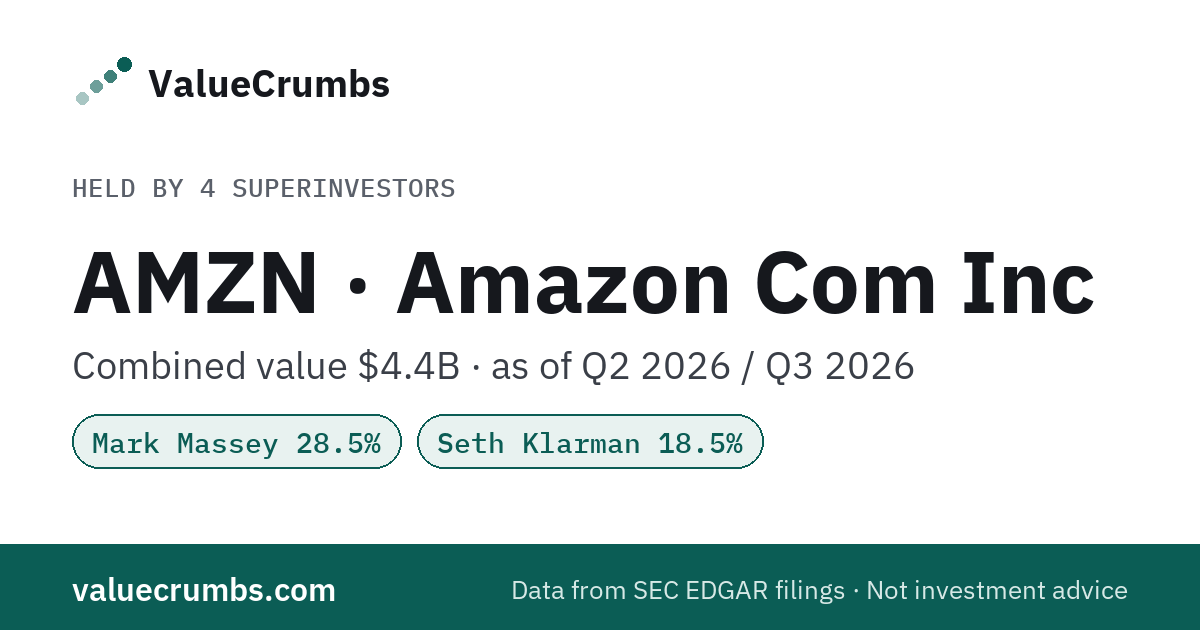 ValueCrumbs
HELD BY 4 SUPERINVESTORS
AMZN · Amazon Com Inc
Combined value $4.4B · as of Q2 2026 / Q3 2026
Mark Massey 28.5% Seth Klarman 18.5%
valuecrumbs.com Data from SEC EDGAR filings · Not investment advice